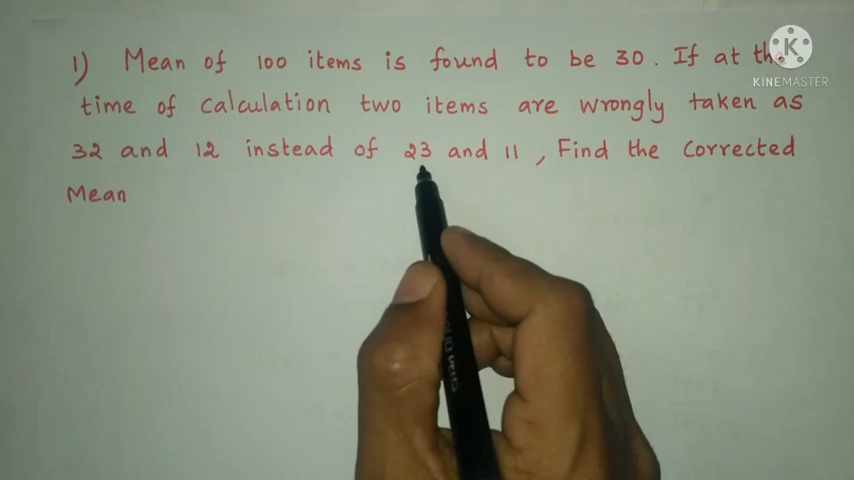 1) Mean of 100 items is found to be 30. If at the
time of calculation two items are wrongly taken as
32 and 12 instead of 23 and 11, Find the corrected
Mean
K
KINEMASTER